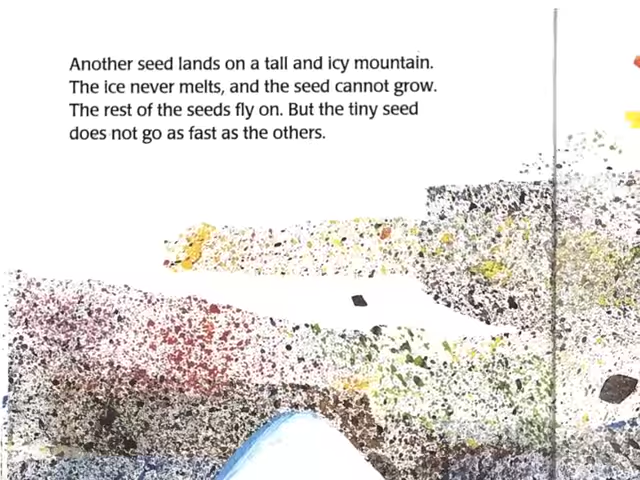 Another seed lands on a tall and icy mountain.
The ice never melts, and the seed cannot grow.
The rest of the seeds fly on. But the tiny seed
does not go as fast as the others.